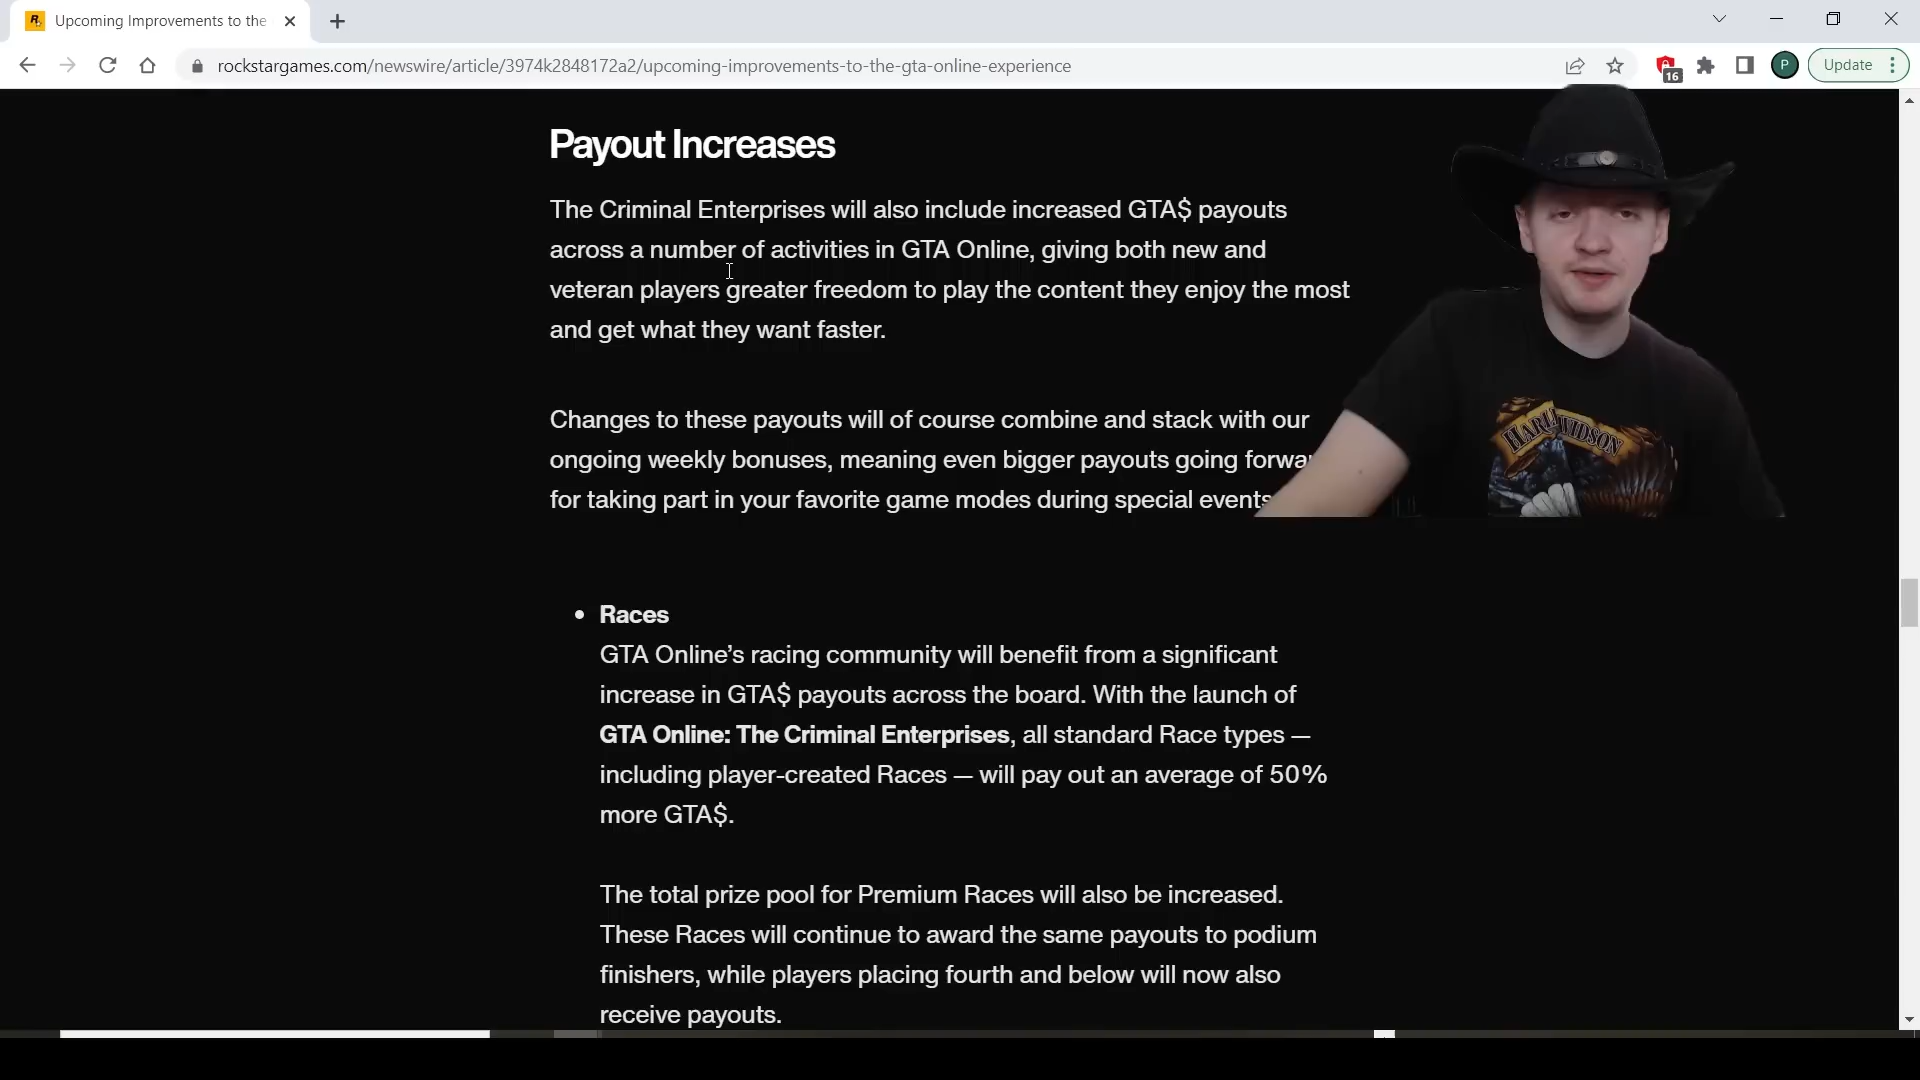 Upcoming Improvements to the
rockstargames.com/newswire/article/3974k2848172a2/upcoming-improvements-to-the-gta-online-experience
16
P
Update
Payout Increases
The Criminal Enterprises will also include increased GTA$ payouts
across a number of activities in GTA Online, giving both new and
veteran players greater freedom to play the content they enjoy the most
and get what they want faster.
Changes to these payouts will of course combine and stack with our
ongoing weekly bonuses, meaning even bigger payouts going forwa
for taking part in your favorite game modes during special events
• Races
GTA Online’s racing community will benefit from a significant
increase in GTA$ payouts across the board. With the launch of
GTA Online: The Criminal Enterprises, all standard Race types —
including player-created Races — will pay out an average of 50%
more GTA$.
The total prize pool for Premium Races will also be increased.
These Races will continue to award the same payouts to podium
finishers, while players placing fourth and below will now also
receive payouts.